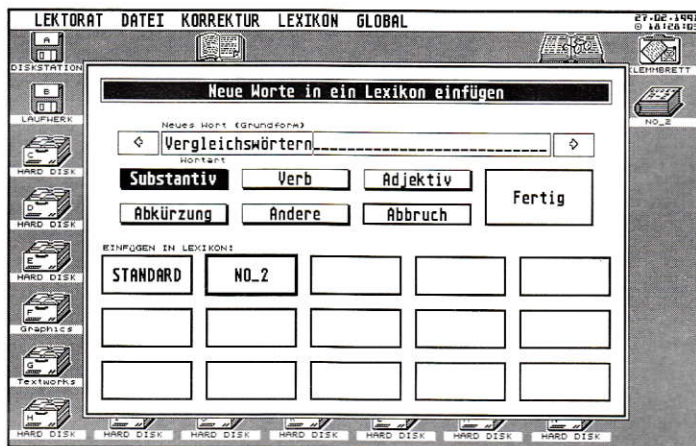 LEKTORAT DATEI KORREKTUR LEXIKON GLOBAL
DISKSTATION
KLEMMBRETT
LAUFWERK
NO_2
HARD DISK
HARD DISK
HARD DISK
Graphics
Textworks
HARD DISK HARD DISK HARD DISK HARD DISK HARD DISK HARD DISK HARD DISK
Neue Worte in ein Lexikon einfügen
Neues Wort (Grundform)
Vergleichswörtern
Wortart
Substantiv Verb Adjektiv Fertig
Abkürzung Andere Abbruch
EINFÜGEN IN LEXIKON:
STANDARD NO_2